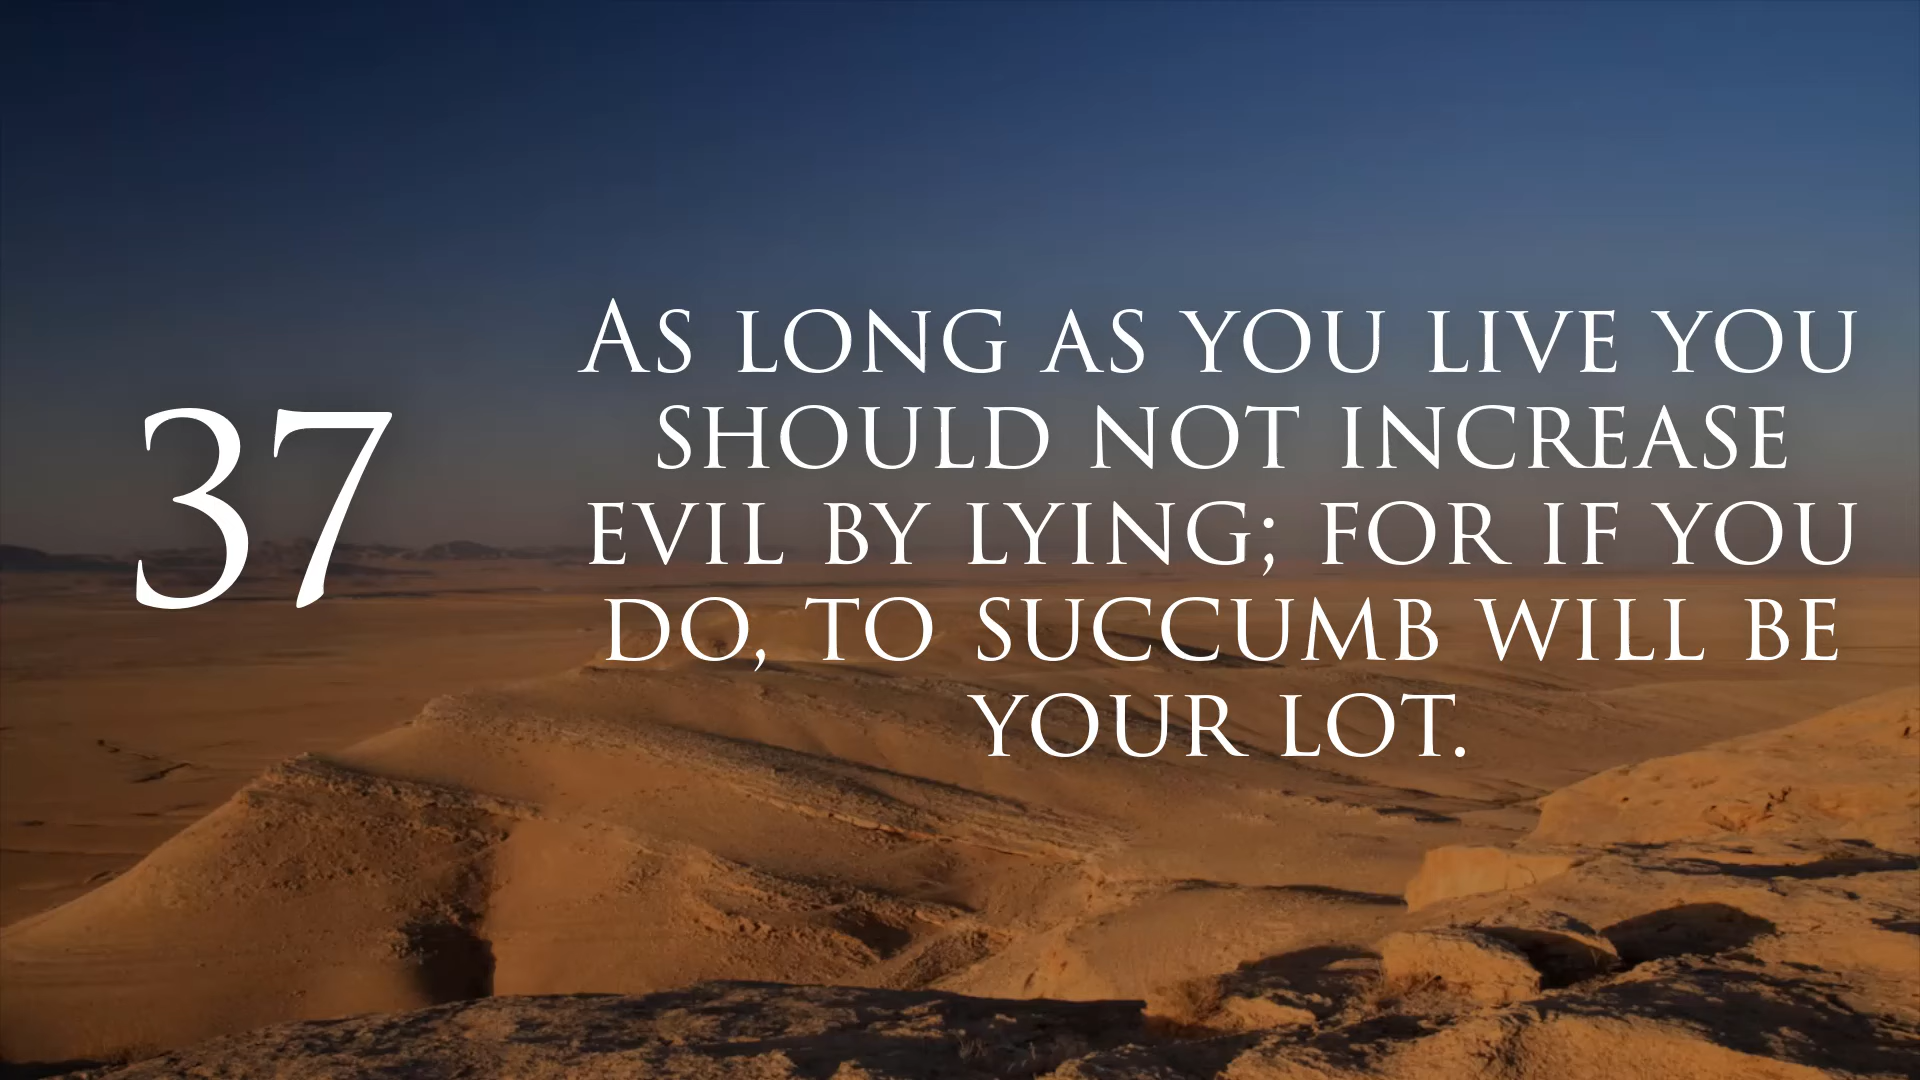 37
As long as you live you
should not increase
evil by lying; for if you
do, to succumb will be
your lot.